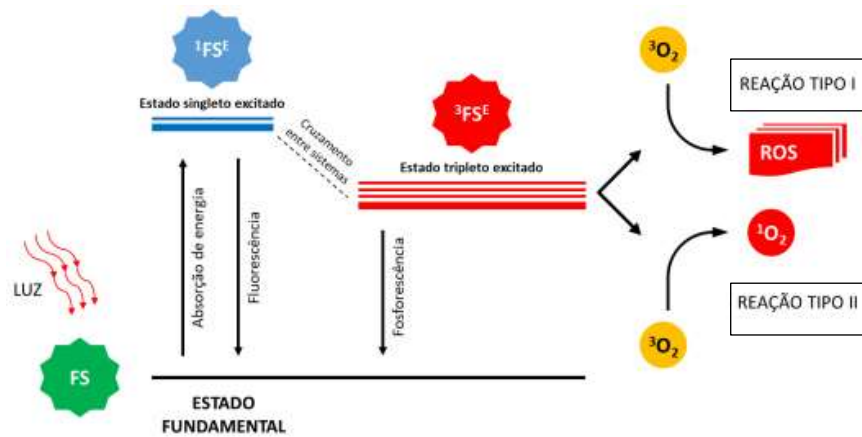 ¹FSᴱ
Estado singleto excitado
Cruzamento
entre sistemas
³FSᴱ
Estado tripleto excitado
³O₂
REAÇÃO TIPO I
ROS
¹O₂
REAÇÃO TIPO II
³O₂
LUZ
FS
Absorção de energia
Fluorescência
Fosforescência
ESTADO
FUNDAMENTAL